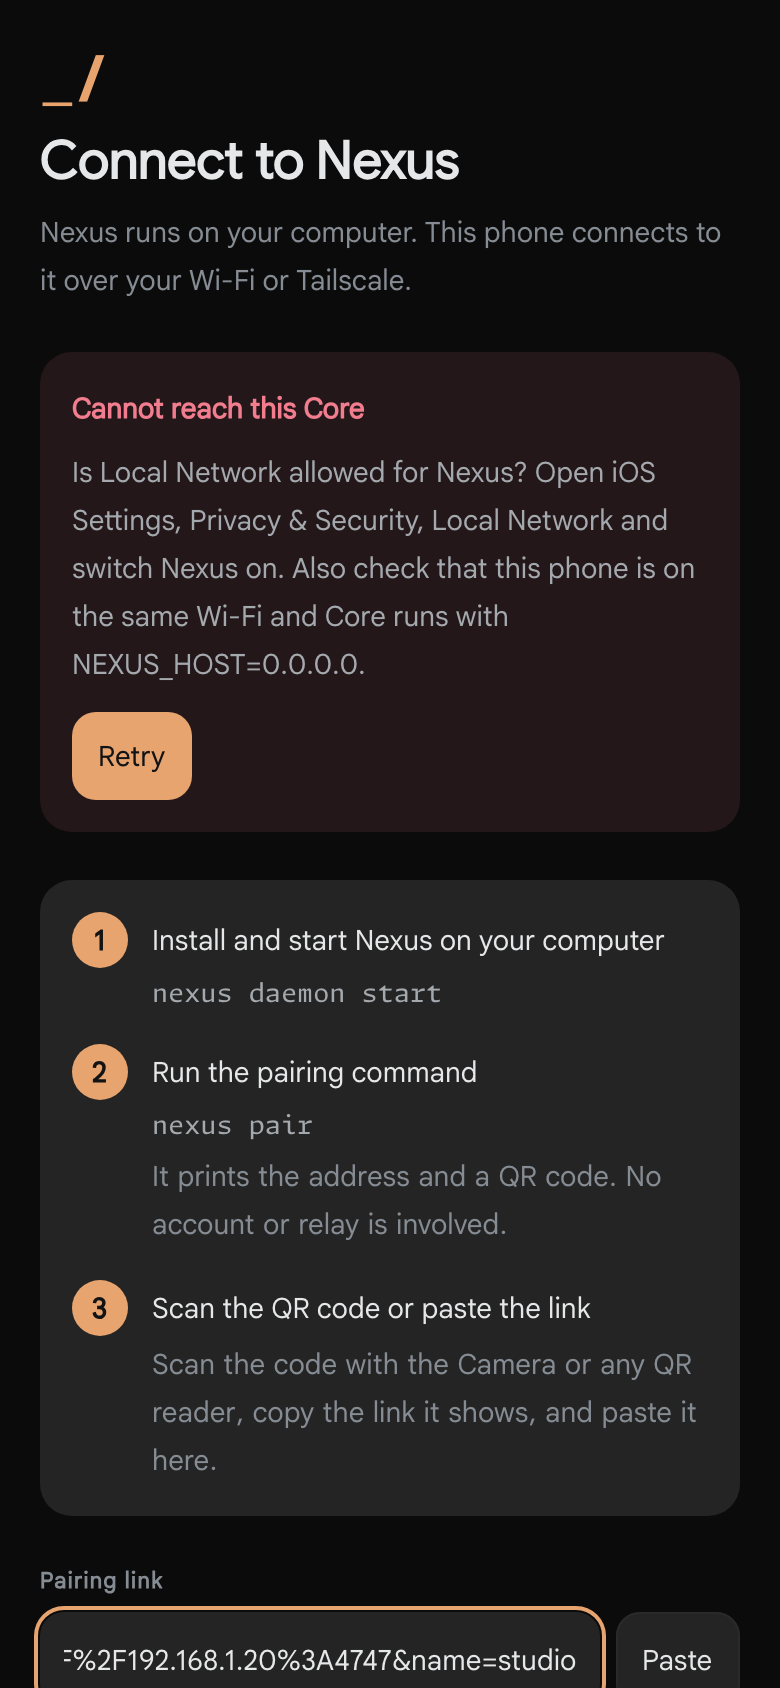 _/
Connect to Nexus
Nexus runs on your computer. This phone connects to
it over your Wi-Fi or Tailscale.
Cannot reach this Core
Is Local Network allowed for Nexus? Open iOS
Settings, Privacy & Security, Local Network and
switch Nexus on. Also check that this phone is on
the same Wi-Fi and Core runs with
NEXUS_HOST=0.0.0.0.
Retry
1 Install and start Nexus on your computer
nexus daemon start
2 Run the pairing command
nexus pair
It prints the address and a QR code. No
account or relay is involved.
3 Scan the QR code or paste the link
Scan the code with the Camera or any QR
reader, copy the link it shows, and paste it
here.
Pairing link
F%2F192.168.1.20%3A4747&name=studio Paste